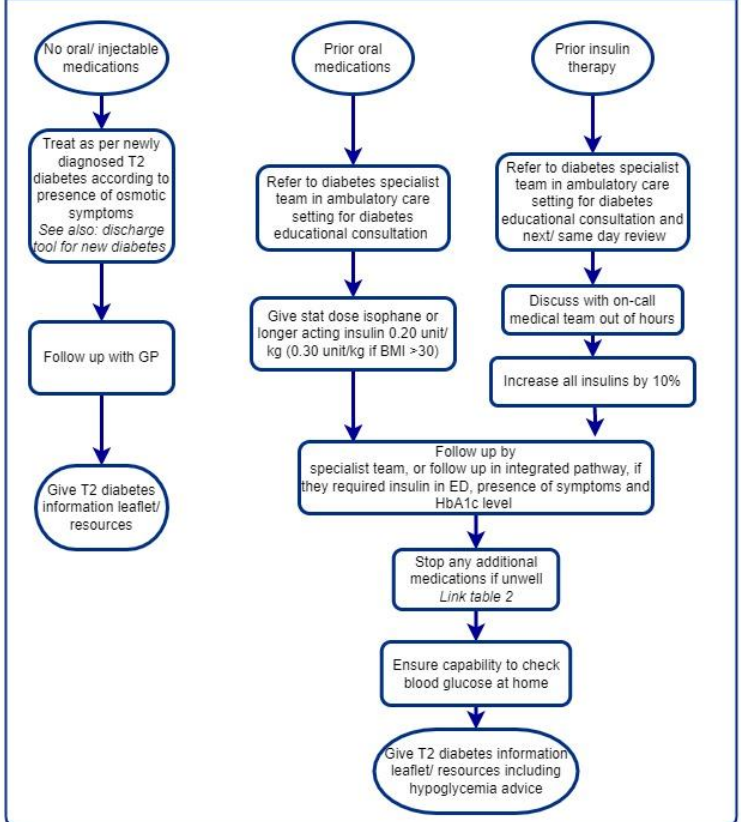 No oral/ injectable
medications
Treat as per newly
diagnosed T2
diabetes according to
presence of osmotic
symptoms
See also: discharge
tool for new diabetes
Follow up with GP
Give T2 diabetes
information leaflet/
resources
Prior oral
medications
Refer to diabetes specialist
team in ambulatory care
setting for diabetes
educational consultation
Give stat dose isophane or
longer acting insulin 0.20 unit/
kg (0.30 unit/kg if BMI >30)
Prior insulin
therapy
Refer to diabetes specialist
team in ambulatory care
setting for diabetes
educational consultation and
next/ same day review
Discuss with on-call
medical team out of hours
Increase all insulins by 10%
Follow up by
specialist team, or follow up in integrated pathway, if
they required insulin in ED, presence of symptoms and
HbA1c level
Stop any additional
medications if unwell
Link table 2
Ensure capability to check
blood glucose at home
Give T2 diabetes information
leaflet/ resources including
hypoglycemia advice